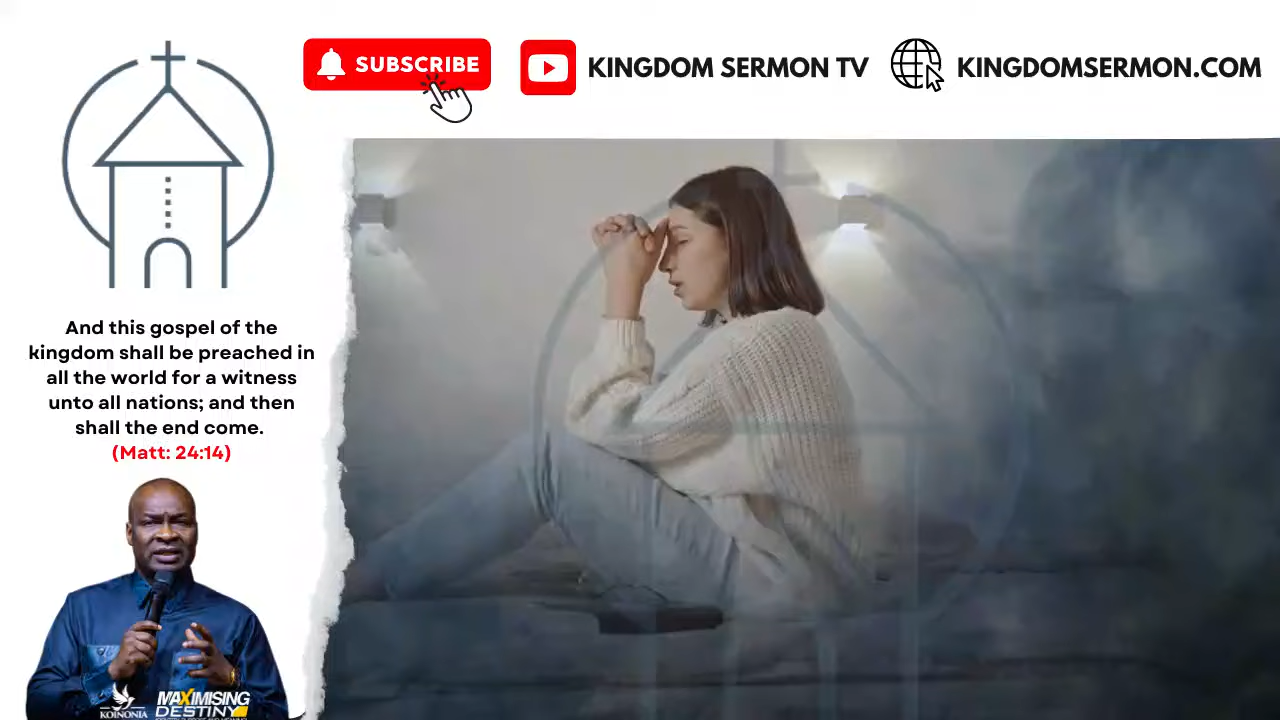 SUBSCRIBE
KINGDOM SERMON TV
KINGDOMSERMON.COM
And this gospel of the
kingdom shall be preached in
all the world for a witness
unto all nations; and then
shall the end come.
(Matt: 24:14)
KOINONIA
MAXIMISING
DESTINY